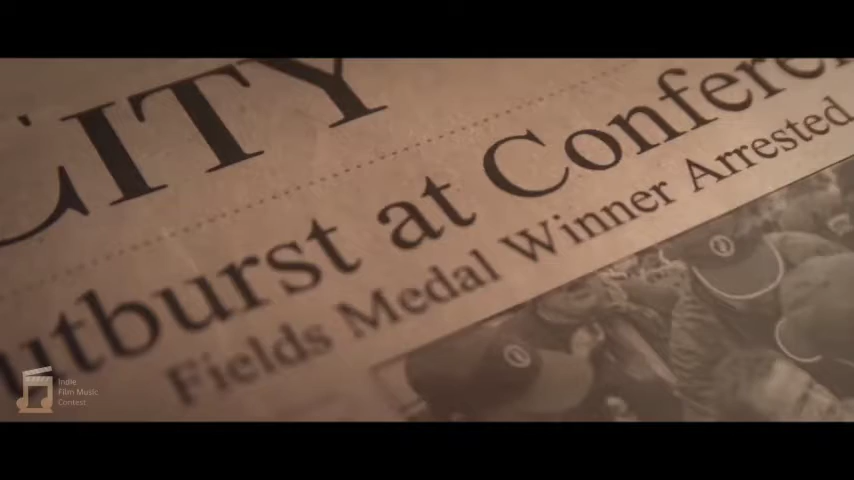 CITY
utburst at Confere
Fields Medal Winner Arrested
Indie
Film Music
Contest